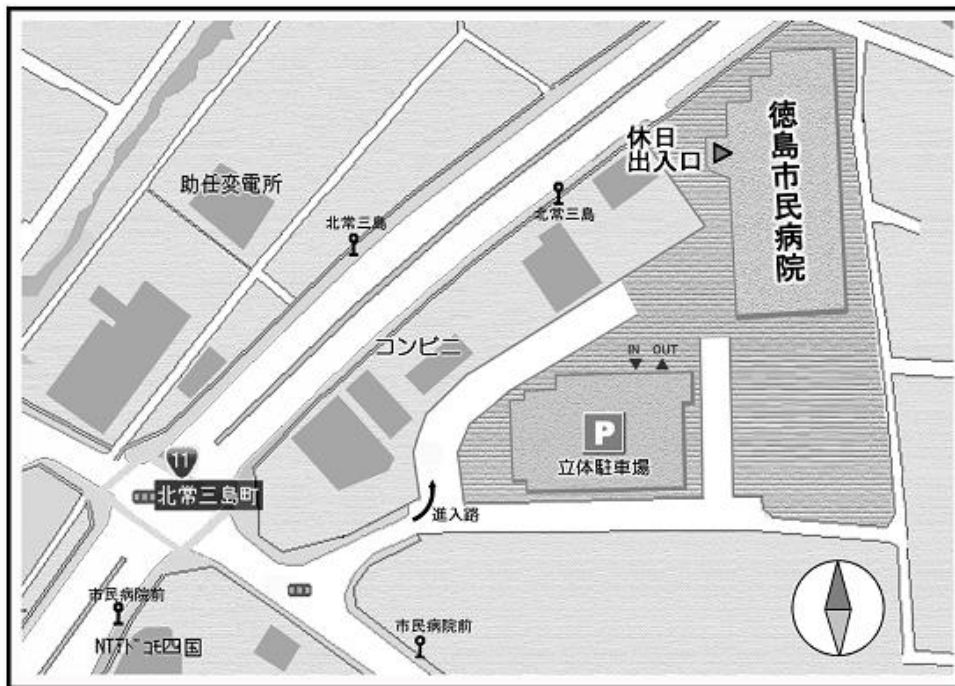 徳島市民病院
休日
出入口
助任変電所
北常三島
北常三島
コンビニ
IN OUT
P
立体駐車場
11
北常三島町
進入路
市民病院前
市民病院前
NTTドコモ四国